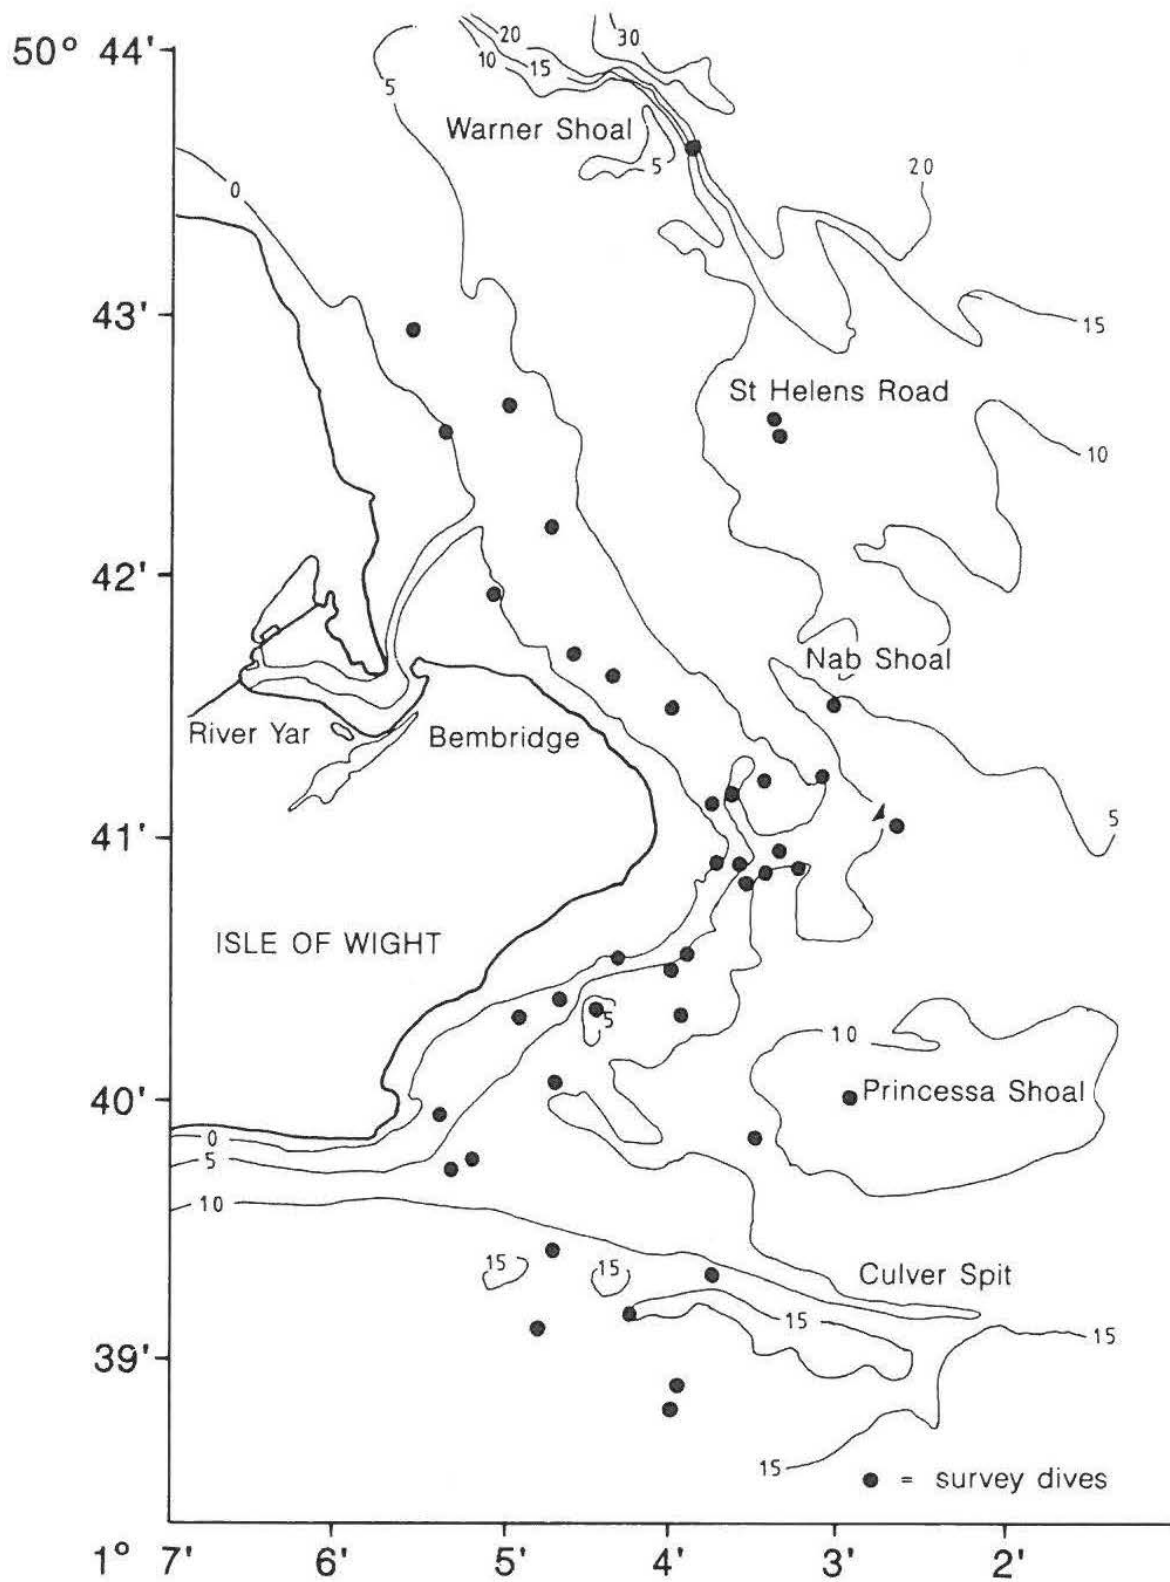 50° 44'
20
30
10
15
5
Warner Shoal
5
20
0
43'
15
St Helens Road
10
42'
Nab Shoal
River Yar
Bembridge
5
41'
ISLE OF WIGHT
5
10
40'
Princessa Shoal
0
5
10
15
15
Culver Spit
15
15
39'
15
= survey dives
1° 7' 6' 5' 4' 3' 2'